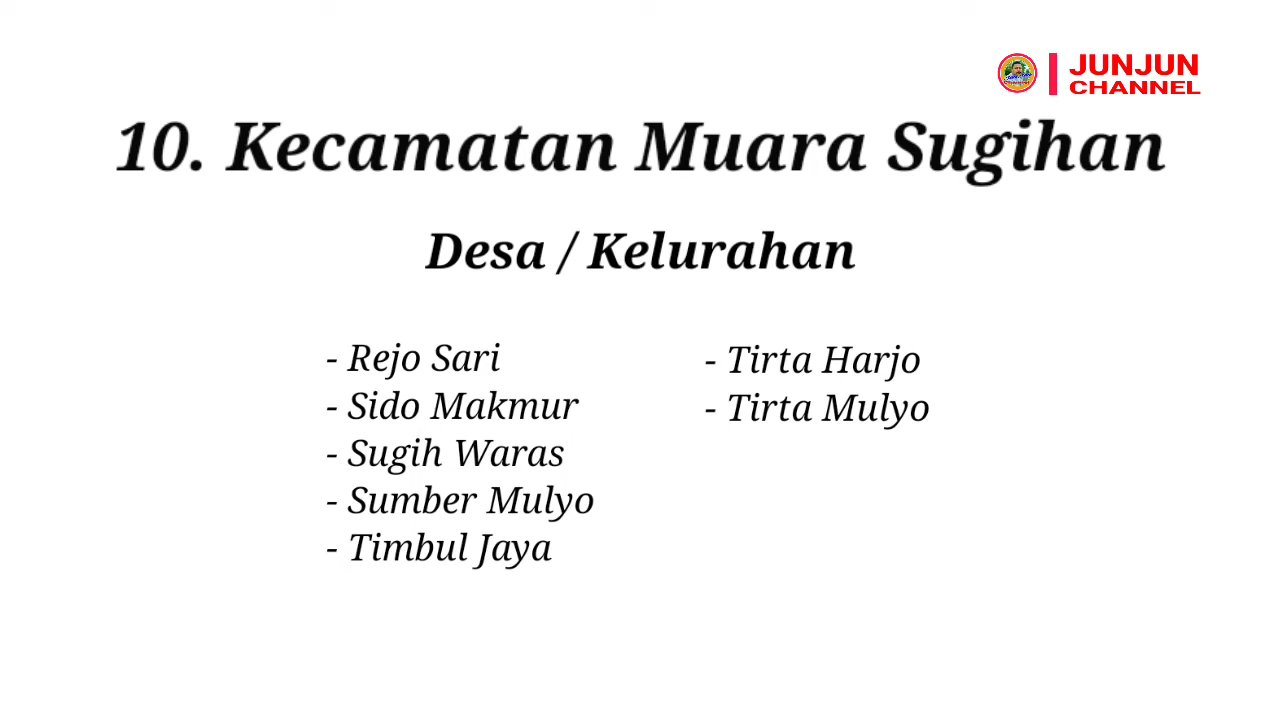 JUNJUN
CHANNEL
10. Kecamatan Muara Sugihan
Desa / Kelurahan
- Rejo Sari
- Sido Makmur
- Sugih Waras
- Sumber Mulyo
- Timbul Jaya
- Tirta Harjo
- Tirta Mulyo